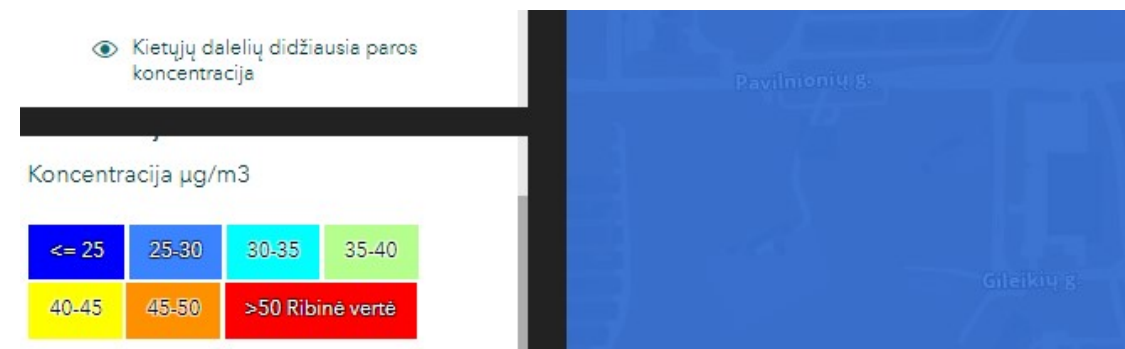 Kietųjų dalelių didžiausia paros
koncentracija
Koncentracija µg/m3
<= 25 25-30 30-35 35-40
40-45 45-50 >50 Ribinė vertė
Pavilnionių g.
Gileikių g.